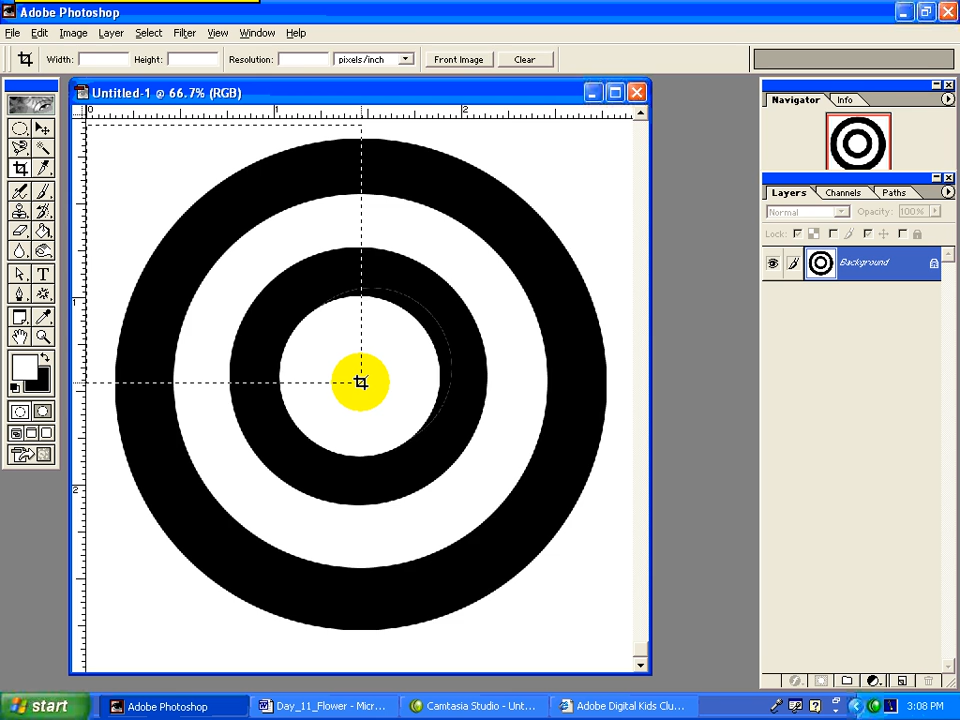 Adobe Photoshop
File Edit Image Layer Select Filter View Window Help
Width: Height: Resolution: pixels/inch Front Image Clear
Untitled-1 @ 66.7% (RGB)
0 1 2
1
2
Navigator Info
Layers Channels Paths
Normal Opacity: 100%
Lock:
Background
start Adobe Photoshop Day_11_Flower - Micr... Camtasia Studio - Unt... Adobe Digital Kids Clu... 3:08 PM